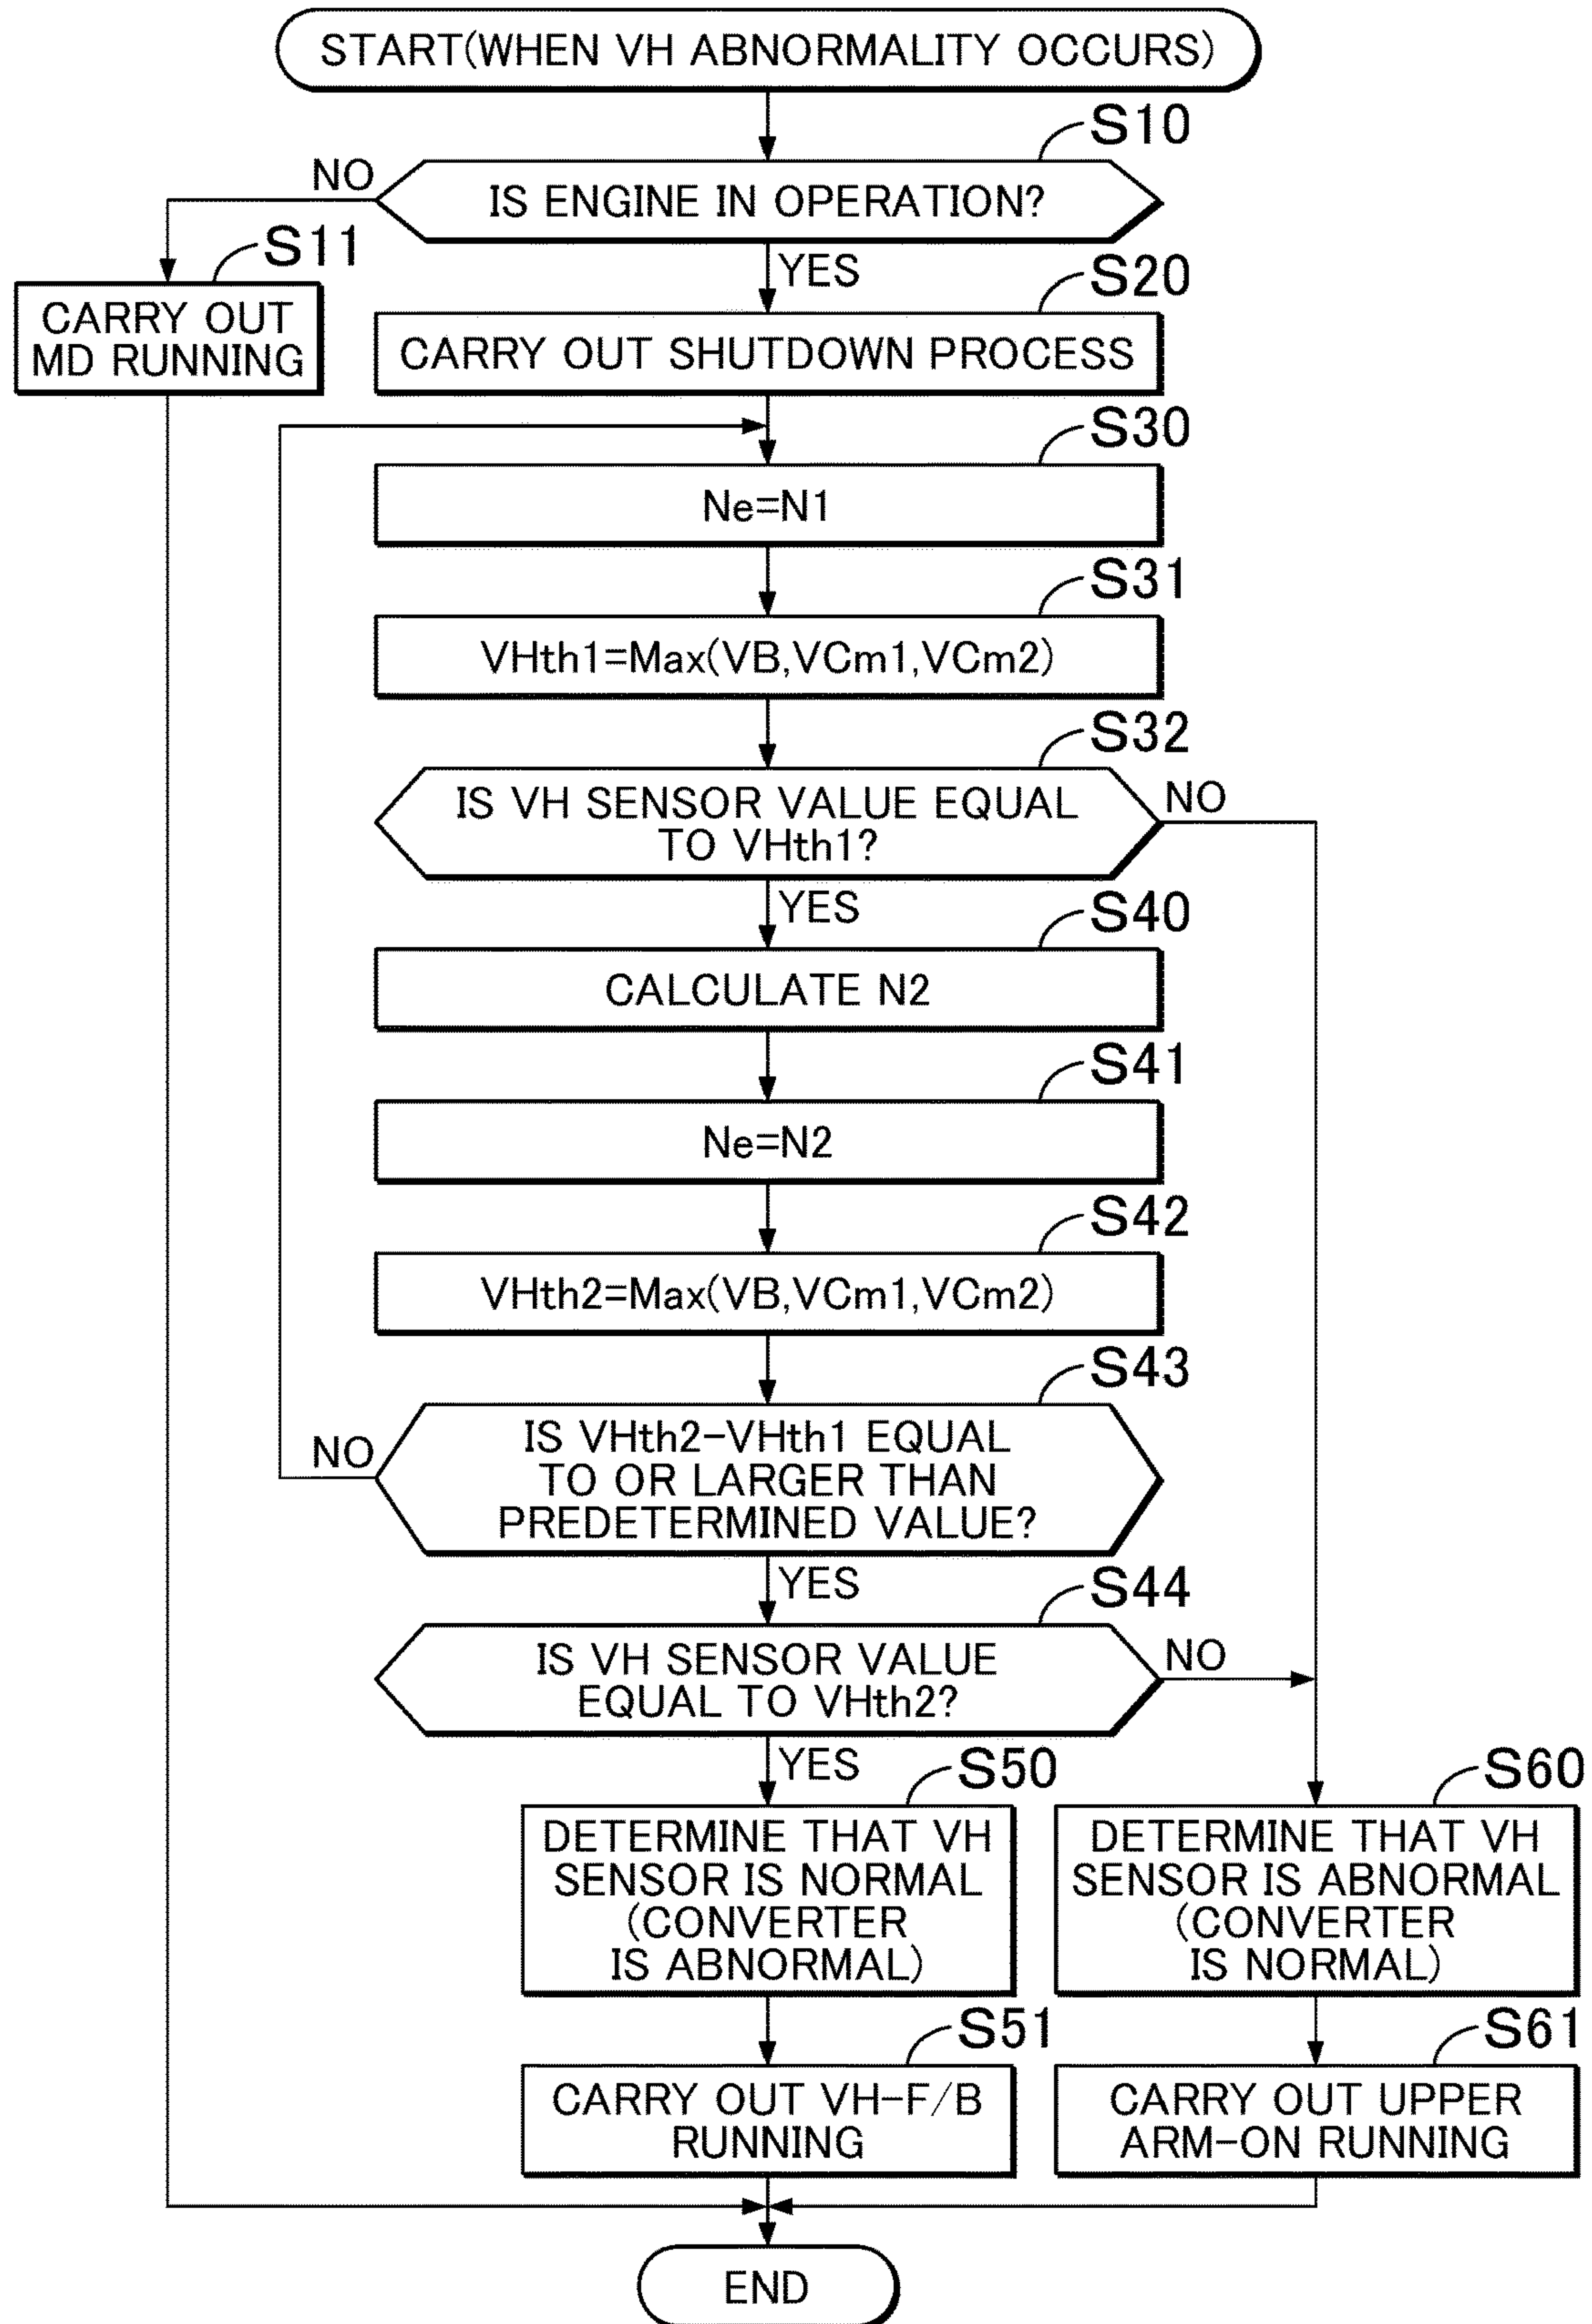 START(WHEN VH ABNORMALITY OCCURS)
S10
NO
IS ENGINE IN OPERATION?
S11
YES
S20
CARRY OUT
MD RUNNING
CARRY OUT SHUTDOWN PROCESS
S30
Ne=N1
S31
VHth1=Max(VB,VCm1,VCm2)
S32
IS VH SENSOR VALUE EQUAL
TO VHth1?
NO
YES
S40
CALCULATE N2
S41
Ne=N2
S42
VHth2=Max(VB,VCm1,VCm2)
S43
NO
IS VHth2-VHth1 EQUAL
TO OR LARGER THAN
PREDETERMINED VALUE?
YES
S44
IS VH SENSOR VALUE
EQUAL TO VHth2?
NO
YES
S50
S60
DETERMINE THAT VH
SENSOR IS NORMAL
(CONVERTER
IS ABNORMAL)
DETERMINE THAT VH
SENSOR IS ABNORMAL
(CONVERTER
IS NORMAL)
S51
S61
CARRY OUT VH-F/B
RUNNING
CARRY OUT UPPER
ARM-ON RUNNING
END